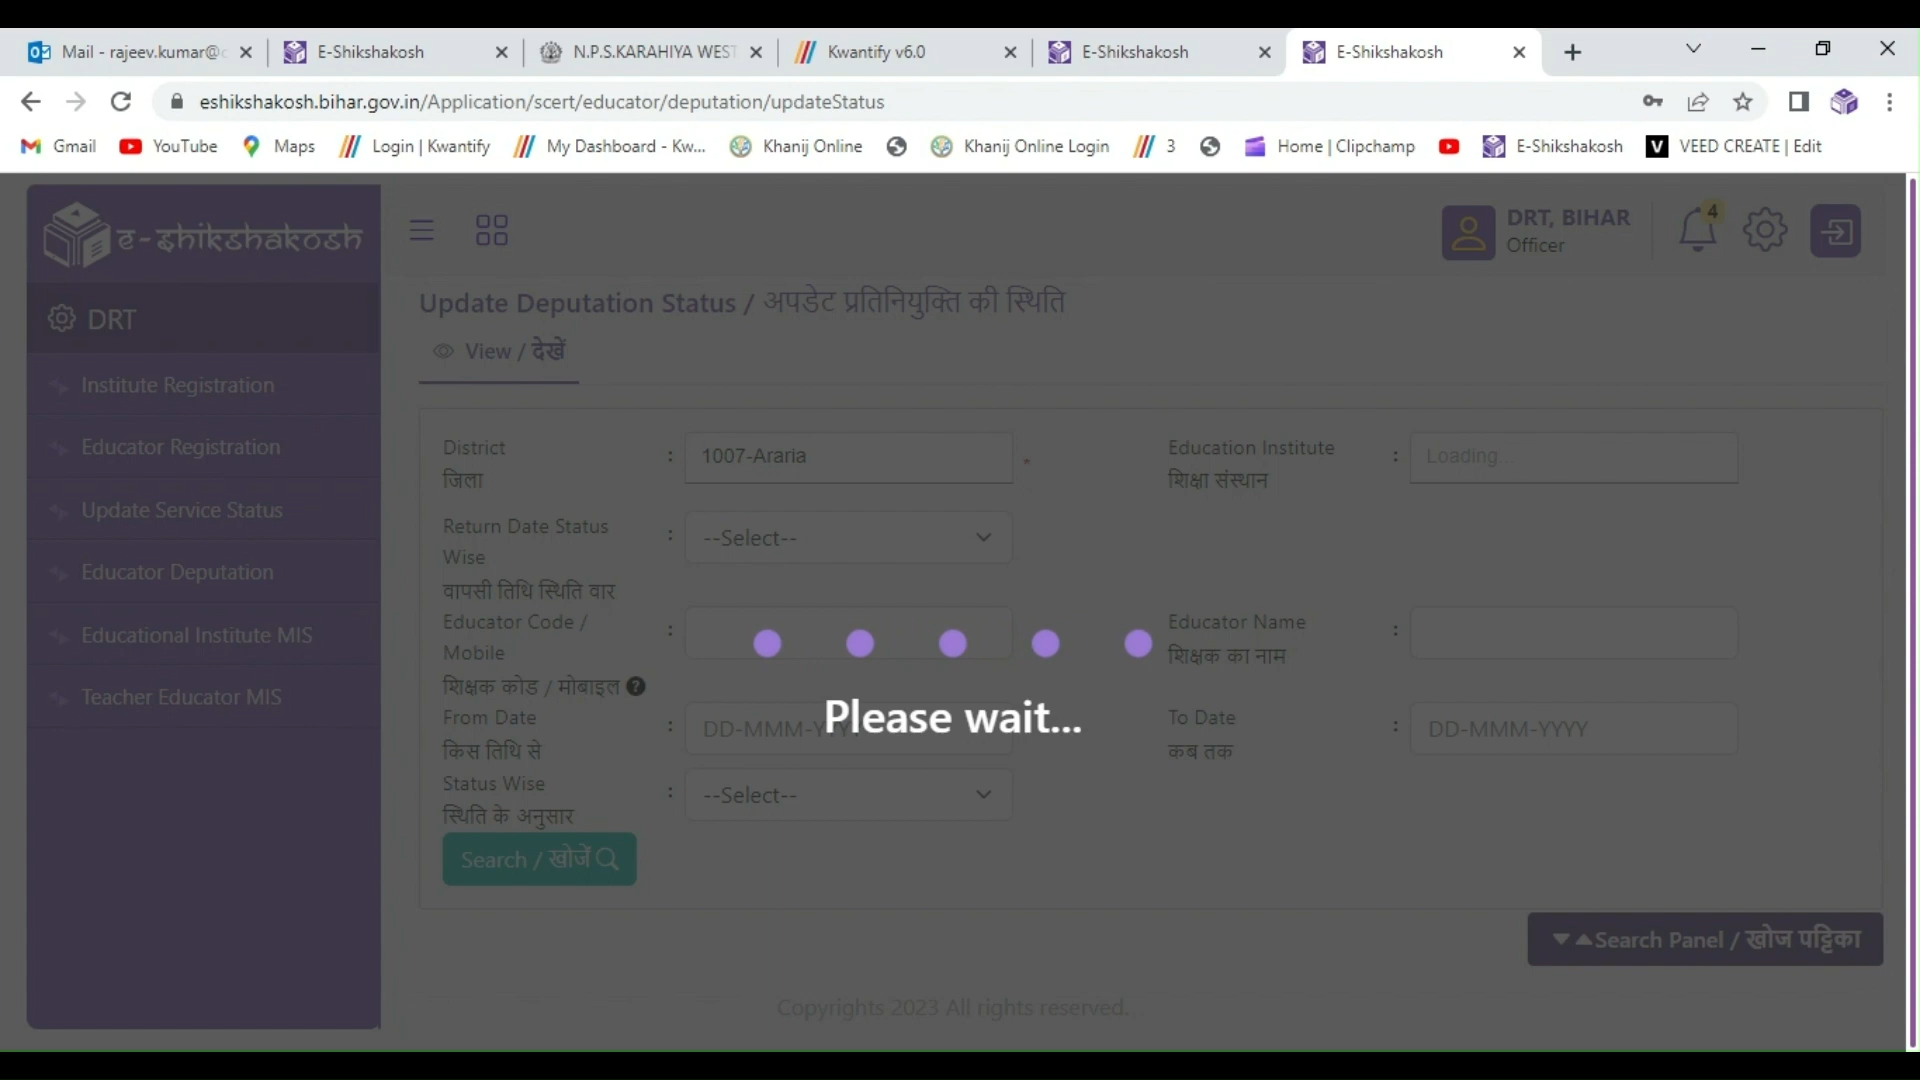 Mail - rajeev.kumar@
E-Shikshakosh
N.P.S.KARAHIYA WEST
Kwantify v6.0
E-Shikshakosh
E-Shikshakosh
eshikshakosh.bihar.gov.in/Application/scert/educator/deputation/updateStatus
Gmail
YouTube
Maps
Login | Kwantify
My Dashboard - Kw...
Khanij Online
Khanij Online Login
3
Home | Clipchamp
E-Shikshakosh
V VEED CREATE | Edit
e-shikshakosh
DRT, BIHAR
Officer
4
DRT
Institute Registration
Educator Registration
Update Service Status
Educator Deputation
Educational Institute MIS
Teacher Educator MIS
Update Deputation Status / अपडेट प्रतिनियुक्ति की स्थिति
View / देखें
District
जिला
: 1007-Araria *
Education Institute
शिक्षा संस्थान
: Loading...
Return Date Status
Wise
वापसी तिथि स्थिति वार
: --Select--
Educator Code /
Mobile
शिक्षक कोड / मोबाइल ?
:
Educator Name
शिक्षक का नाम
:
Please wait...
From Date
किस तिथि से
: DD-MMM-YYYY
To Date
कब तक
: DD-MMM-YYYY
Status Wise
स्थिति के अनुसार
: --Select--
Search / खोजें
Search Panel / खोज पट्टिका
Copyrights 2023 All rights reserved.